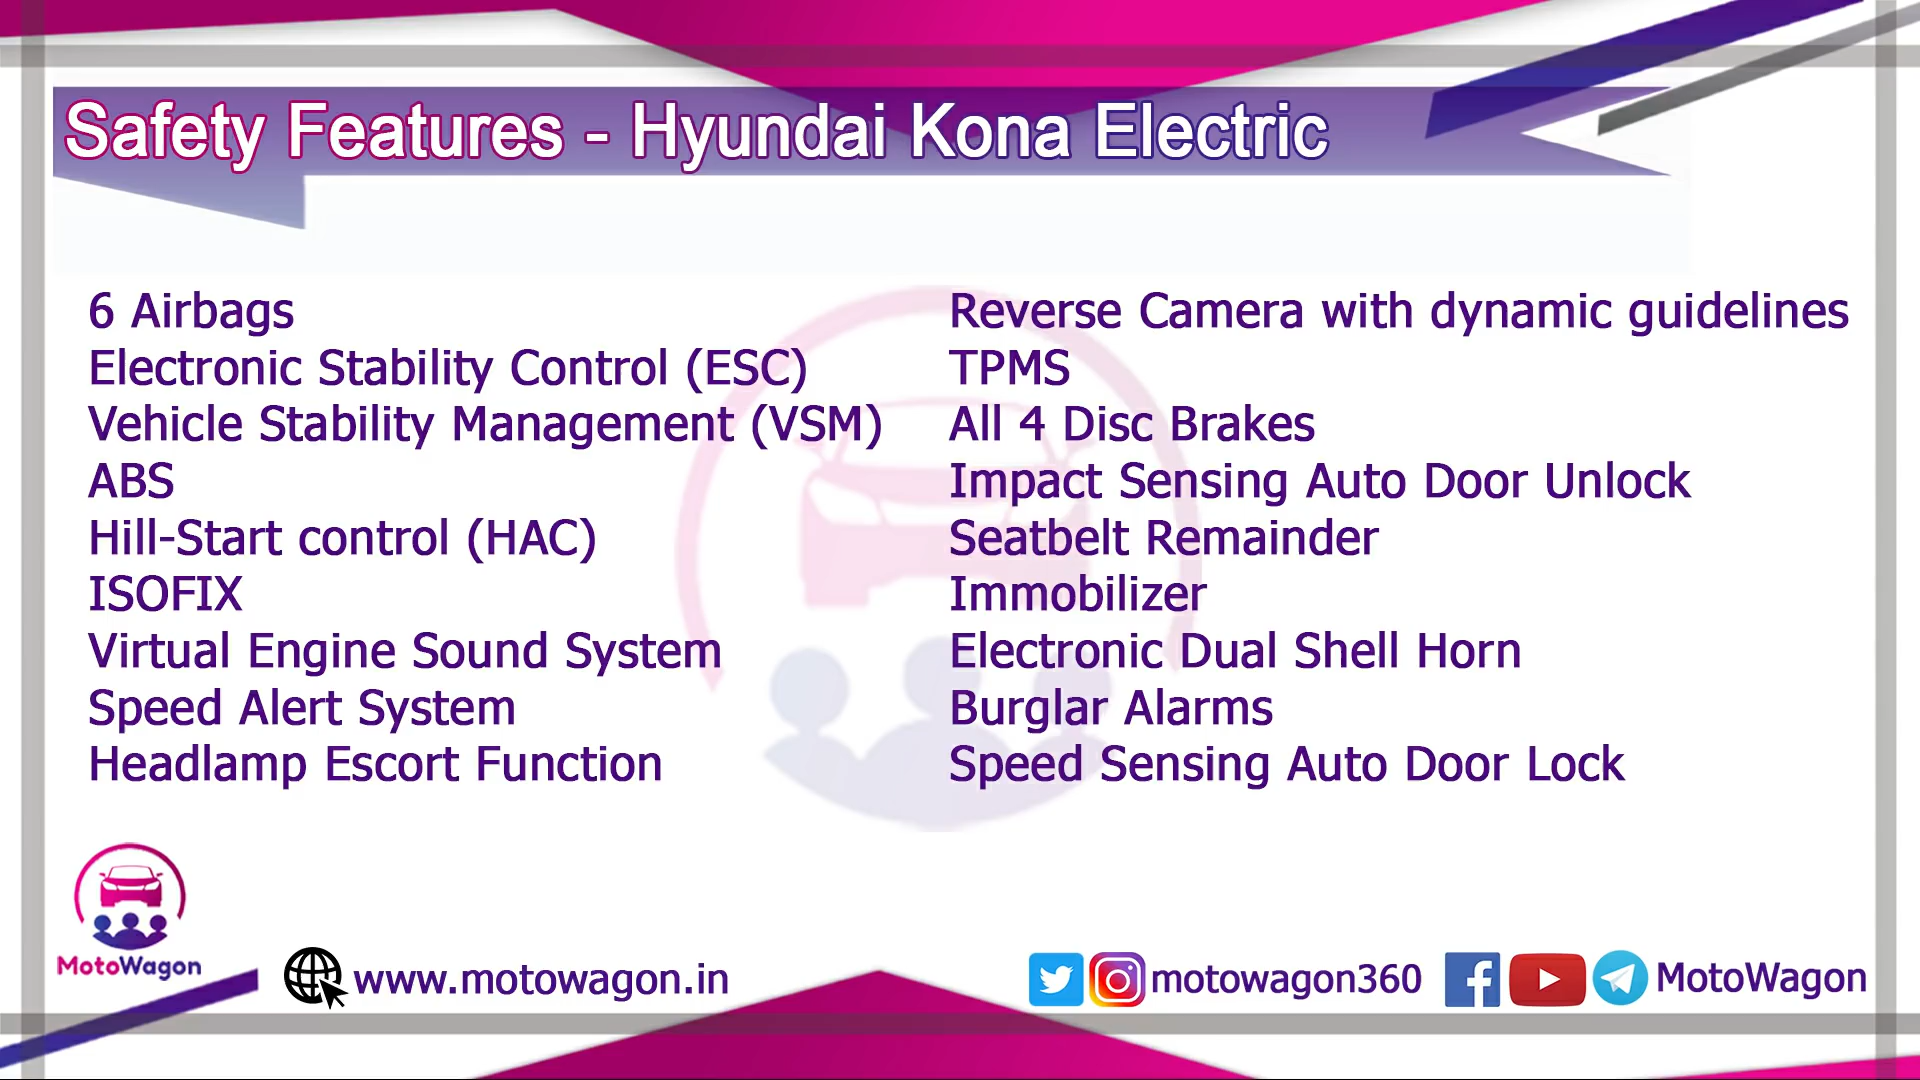 Safety Features - Hyundai Kona Electric
6 Airbags
Electronic Stability Control (ESC)
Vehicle Stability Management (VSM)
ABS
Hill-Start control (HAC)
ISOFIX
Virtual Engine Sound System
Speed Alert System
Headlamp Escort Function
Reverse Camera with dynamic guidelines
TPMS
All 4 Disc Brakes
Impact Sensing Auto Door Unlock
Seatbelt Remainder
Immobilizer
Electronic Dual Shell Horn
Burglar Alarms
Speed Sensing Auto Door Lock
MotoWagon
www.motowagon.in
motowagon360
MotoWagon